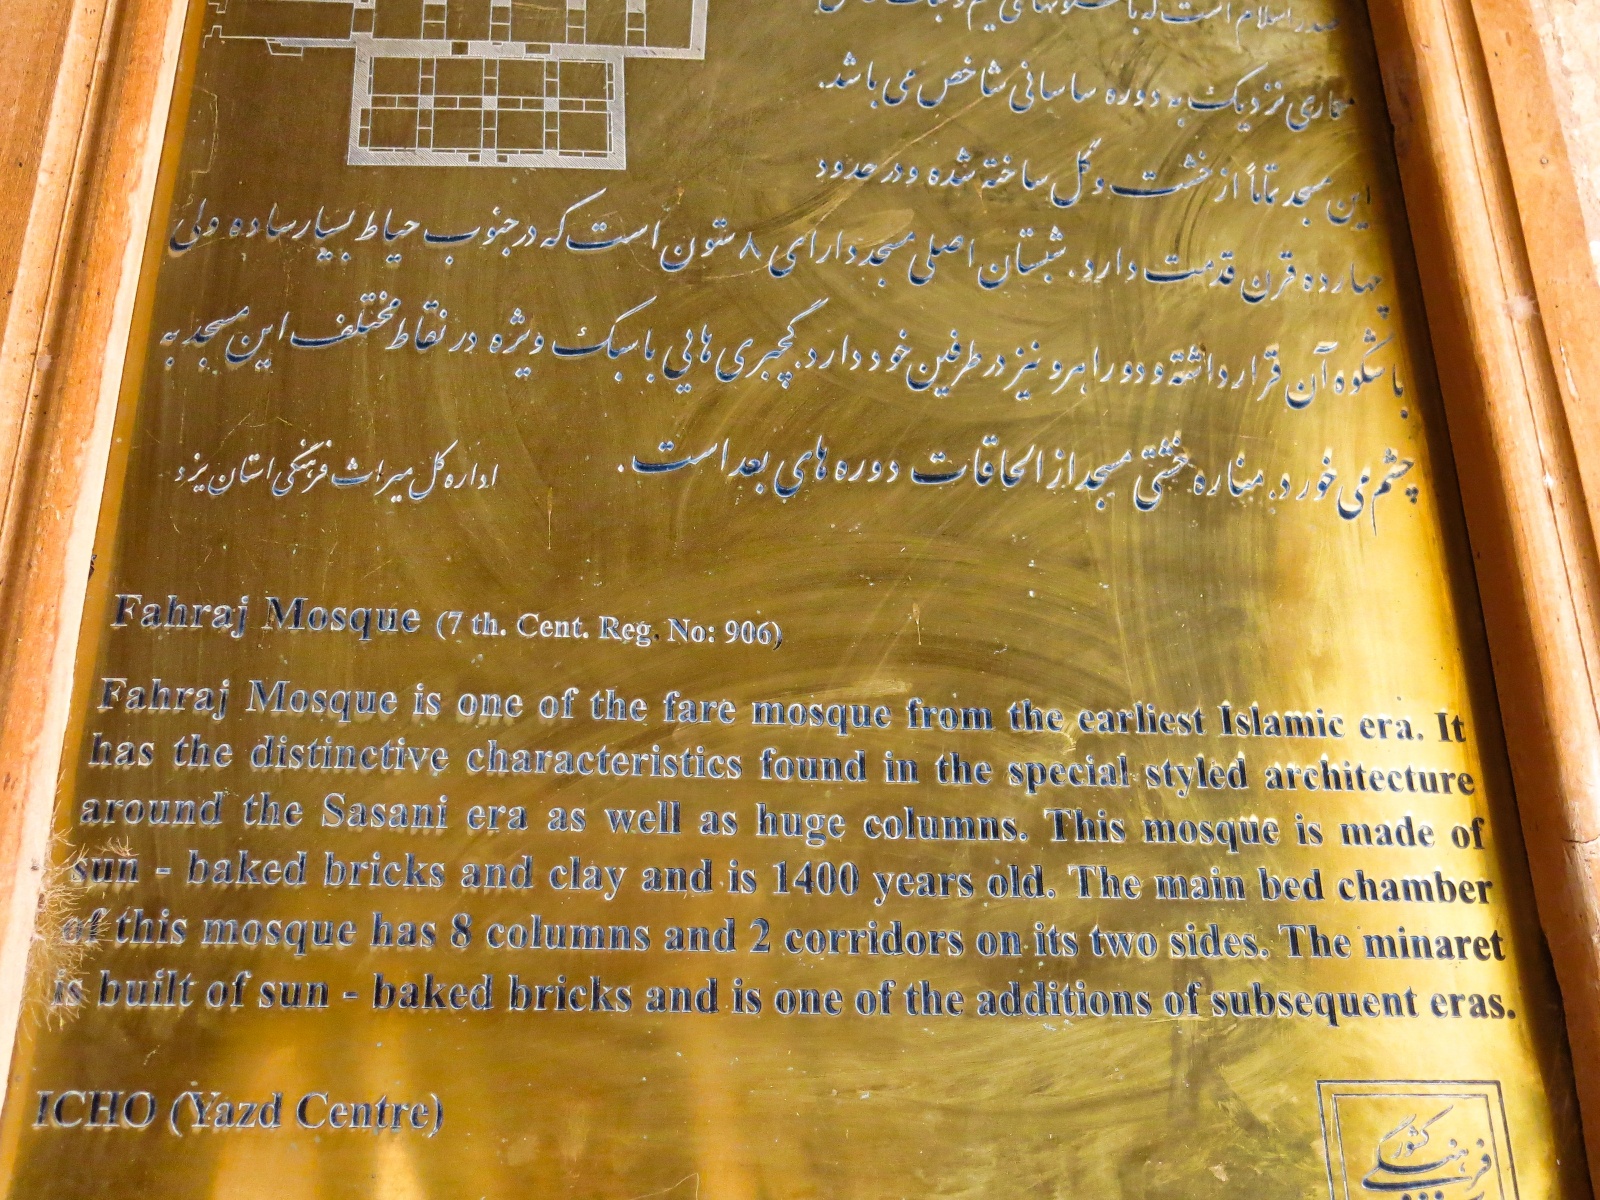 صدر اسلام است که با ستونهای
معماری نزدیک به دوره ساسانی شاخص می باشد.
این مسجد تماماً از خشت و گل ساخته شده و در حدود
چهارده قرن قدمت دارد. شبستان اصلی مسجد دارای ۸ ستون است که در جنوب حیاط بسیار ساده ولی
با شکوه آن قرار داشته و دو راهرو نیز در طرفین خود دارد. گچبری هایی با سبک ویژه در نقاط مختلف این مسجد به
چشم می خورد. مناره خشتی مسجد از الحاقات دوره های بعد است.
اداره کل میراث فرهنگی استان یزد
Fahraj Mosque (7 th. Cent. Reg. No: 906)
Fahraj Mosque is one of the fare mosque from the earliest Islamic era. It
has the distinctive characteristics found in the special styled architecture
around the Sasani era as well as huge columns. This mosque is made of
sun - baked bricks and clay and is 1400 years old. The main bed chamber
of this mosque has 8 columns and 2 corridors on its two sides. The minaret
is built of sun - baked bricks and is one of the additions of subsequent eras.
ICHO (Yazd Centre)
کشور
فرهنگی